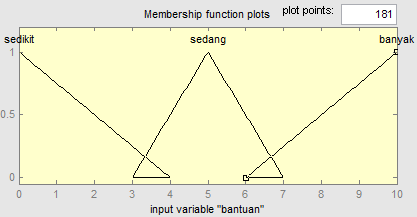 Membership function plots plot points: 181
sedikit sedang banyak
1
0.5
0
0 1 2 3 4 5 6 7 8 9 10
input variable "bantuan"